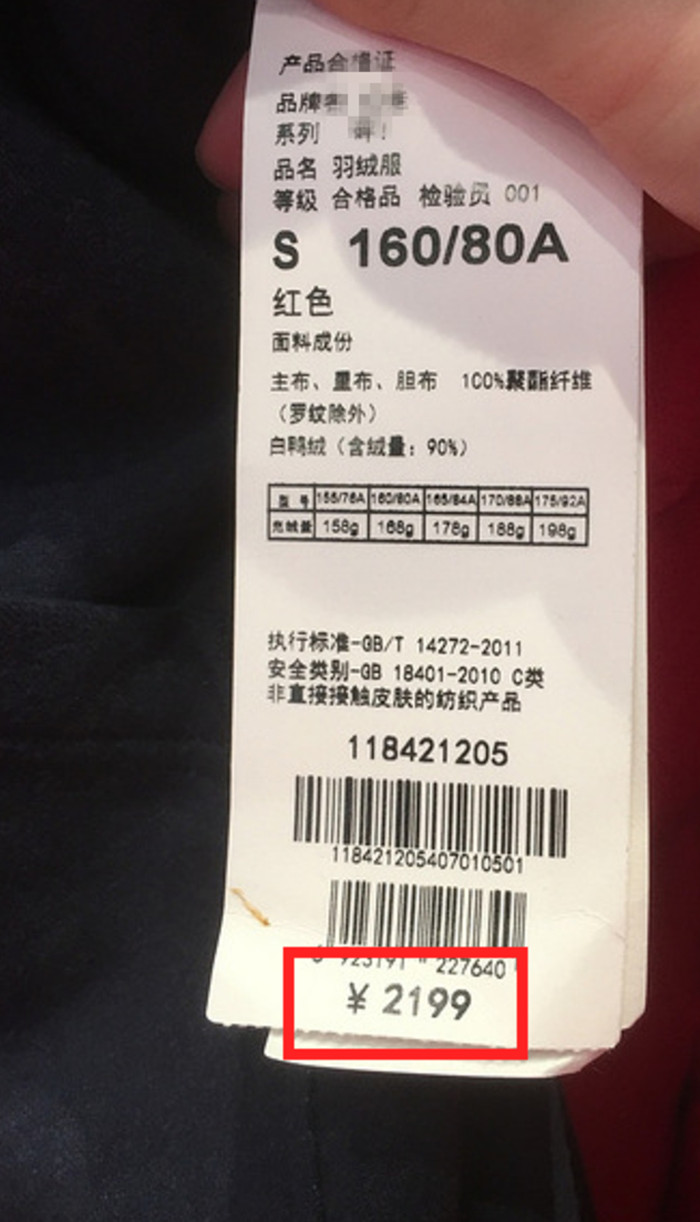 产品合格证
品牌
系列
品名 羽绒服
等级 合格品 检验员 001
S 160/80A
红色
面料成份
主布、里布、胆布 100%聚酯纤维
（罗纹除外）
白鸭绒（含绒量：90%）
型号 155/76A 160/80A 165/84A 170/88A 175/92A
充绒量 158g 168g 178g 188g 198g
执行标准-GB/T 14272-2011
安全类别-GB 18401-2010 C类
非直接接触皮肤的纺织产品
118421205
118421205407010501
227640
¥ 2199